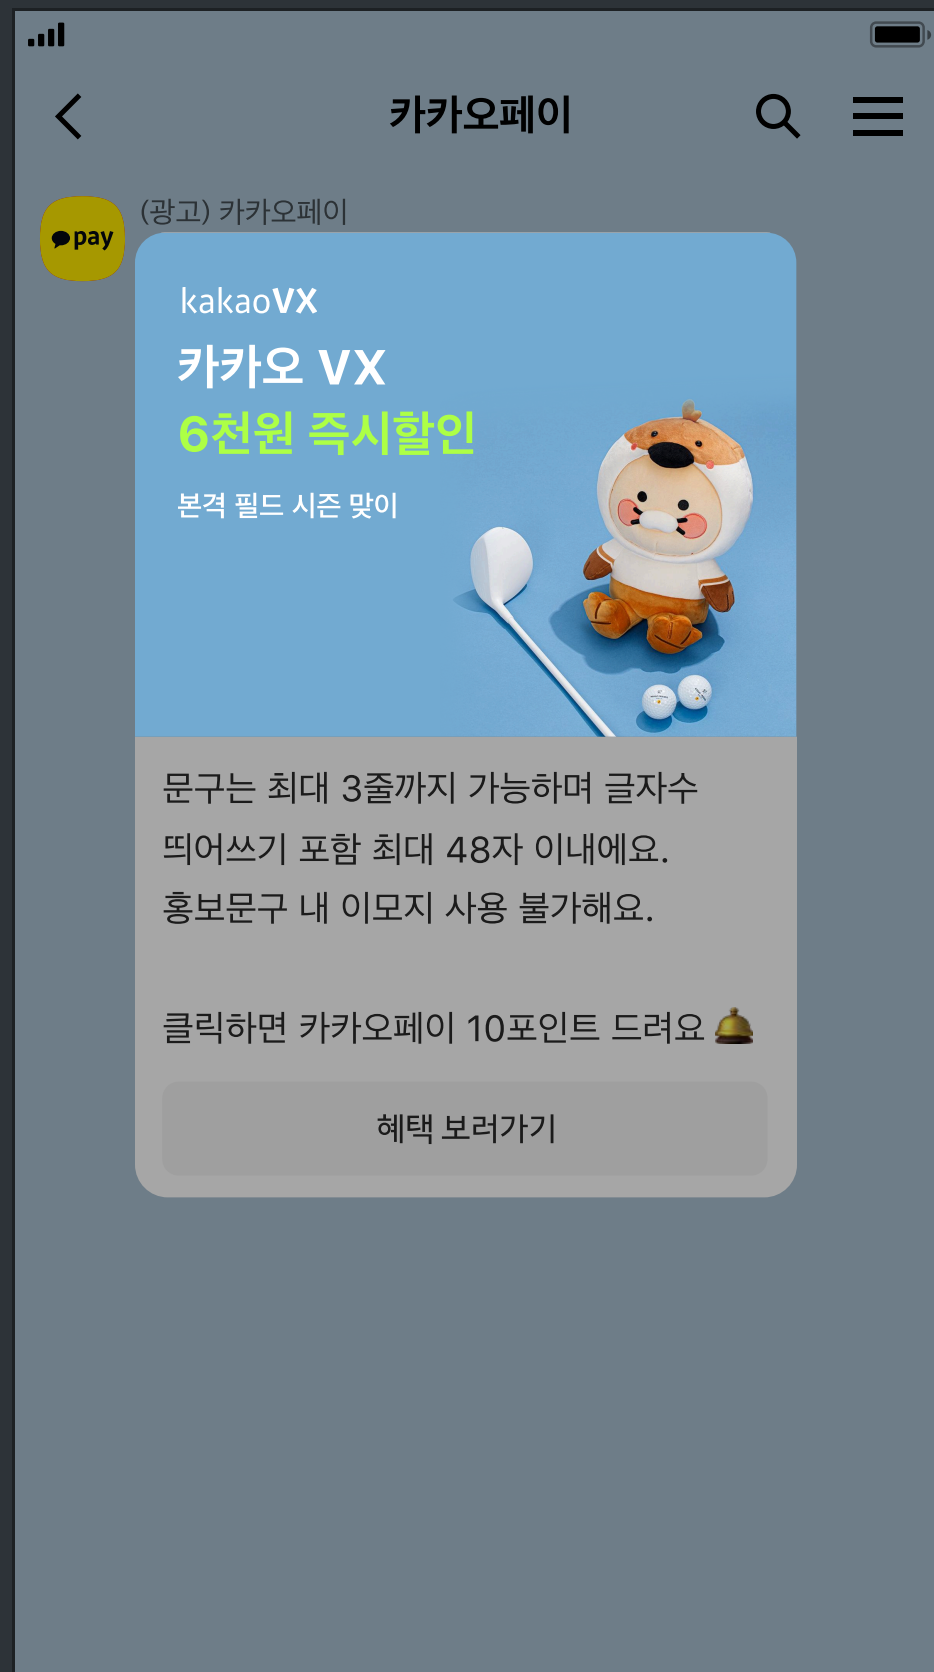 카카오페이
pay
(광고) 카카오페이
kakaoVX
카카오 VX
6천원 즉시할인
본격 필드 시즌 맞이
문구는 최대 3줄까지 가능하며 글자수
띄어쓰기 포함 최대 48자 이내에요.
홍보문구 내 이모지 사용 불가해요.
클릭하면 카카오페이 10포인트 드려요
혜택 보러가기